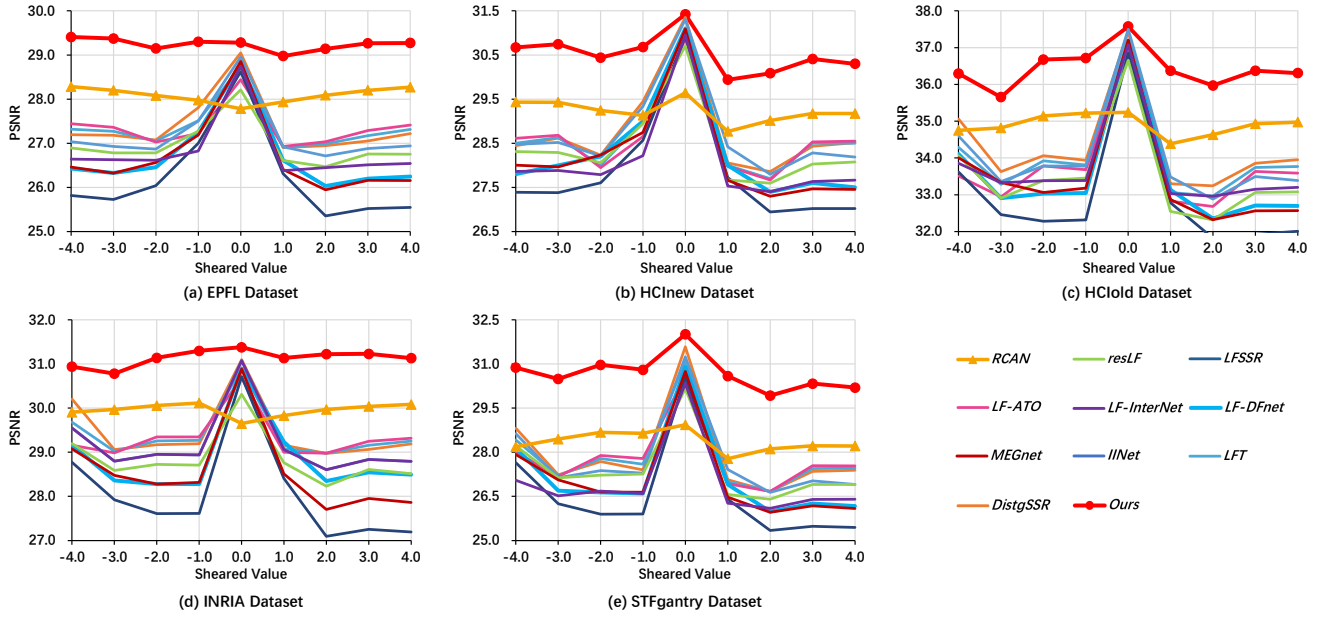 30.0
29.0
28.0
27.0
26.0
25.0
PSNR
-4.0 -3.0 -2.0 -1.0 0.0 1.0 2.0 3.0 4.0
Sheared Value
(a) EPFL Dataset
31.5
30.5
29.5
28.5
27.5
26.5
PSNR
-4.0 -3.0 -2.0 -1.0 0.0 1.0 2.0 3.0 4.0
Sheared Value
(b) HCInew Dataset
38.0
37.0
36.0
35.0
34.0
33.0
32.0
PSNR
-4.0 -3.0 -2.0 -1.0 0.0 1.0 2.0 3.0 4.0
Sheared Value
(c) HCIold Dataset
32.0
31.0
30.0
29.0
28.0
27.0
PSNR
-4.0 -3.0 -2.0 -1.0 0.0 1.0 2.0 3.0 4.0
Sheared Value
(d) INRIA Dataset
32.5
31.0
29.5
28.0
26.5
25.0
PSNR
-4.0 -3.0 -2.0 -1.0 0.0 1.0 2.0 3.0 4.0
Sheared Value
(e) STFgantry Dataset
RCAN resLF LFSSR
LF-ATO LF-InterNet LF-DFnet
MEGnet IINet LFT
DistgSSR Ours